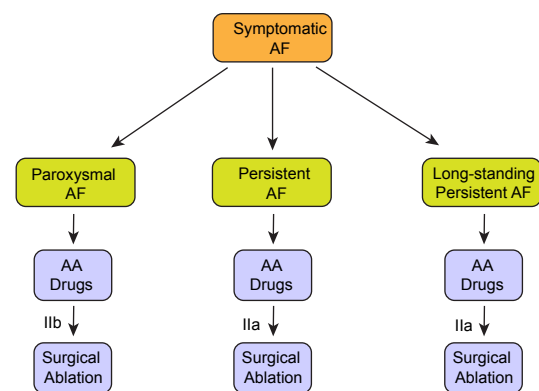 Symptomatic
AF
Paroxysmal
AF
Persistent
AF
Long-standing
Persistent AF
AA
Drugs
AA
Drugs
AA
Drugs
IIb
IIa
IIa
Surgical
Ablation
Surgical
Ablation
Surgical
Ablation